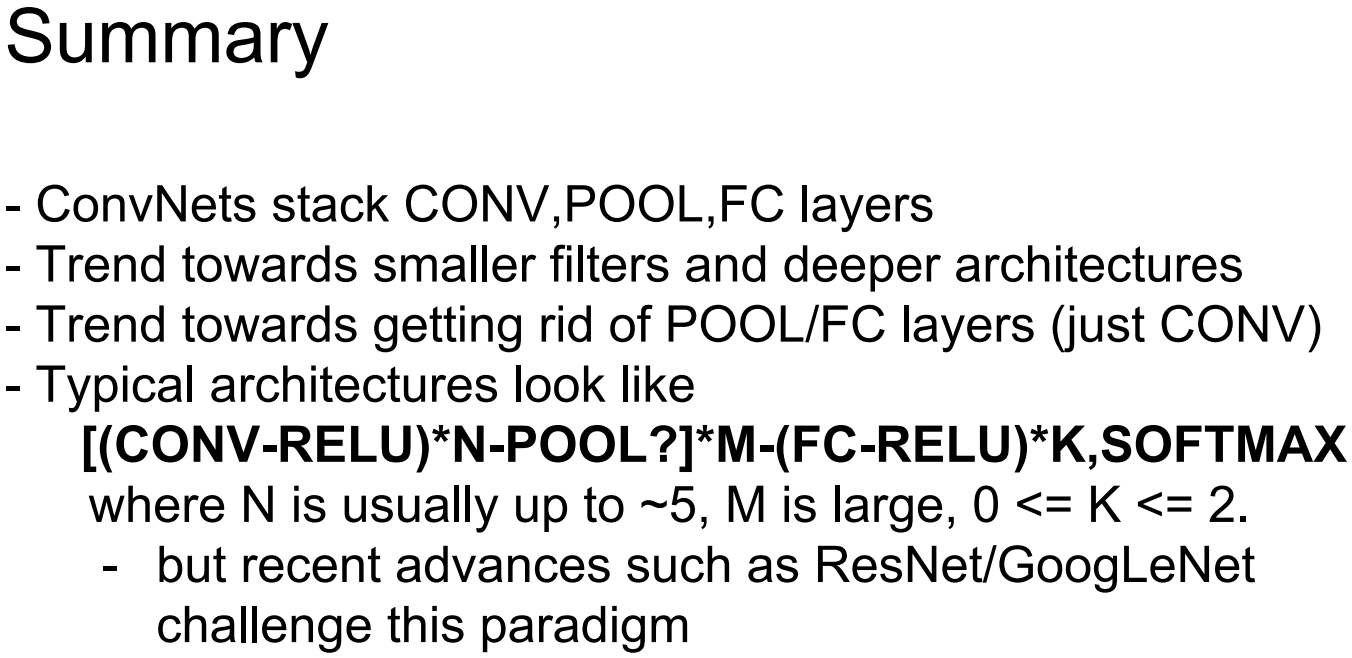 Summary
- ConvNets stack CONV,POOL,FC layers
- Trend towards smaller filters and deeper architectures
- Trend towards getting rid of POOL/FC layers (just CONV)
- Typical architectures look like
[(CONV-RELU)*N-POOL?]*M-(FC-RELU)*K,SOFTMAX
where N is usually up to ~5, M is large, 0 <= K <= 2.
- but recent advances such as ResNet/GoogLeNet
challenge this paradigm